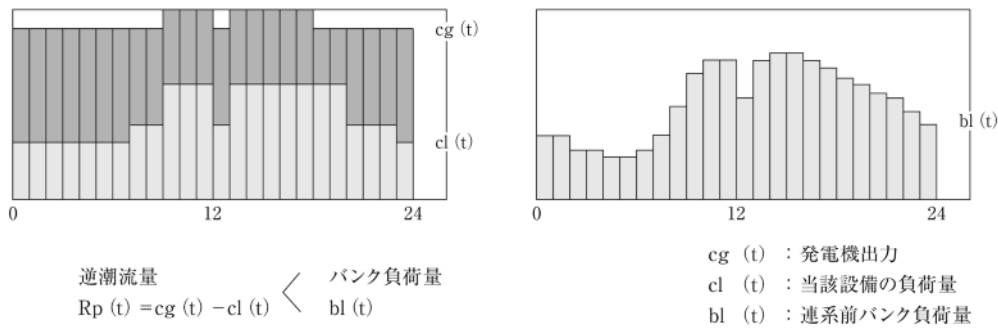 cg (t)
cl (t)
0
12
24
bl (t)
0
12
24
逆潮流量 < バンク負荷量
Rp (t) =cg (t) −cl (t) bl (t)
cg (t) : 発電機出力
cl (t) : 当該設備の負荷量
bl (t) : 連系前バンク負荷量